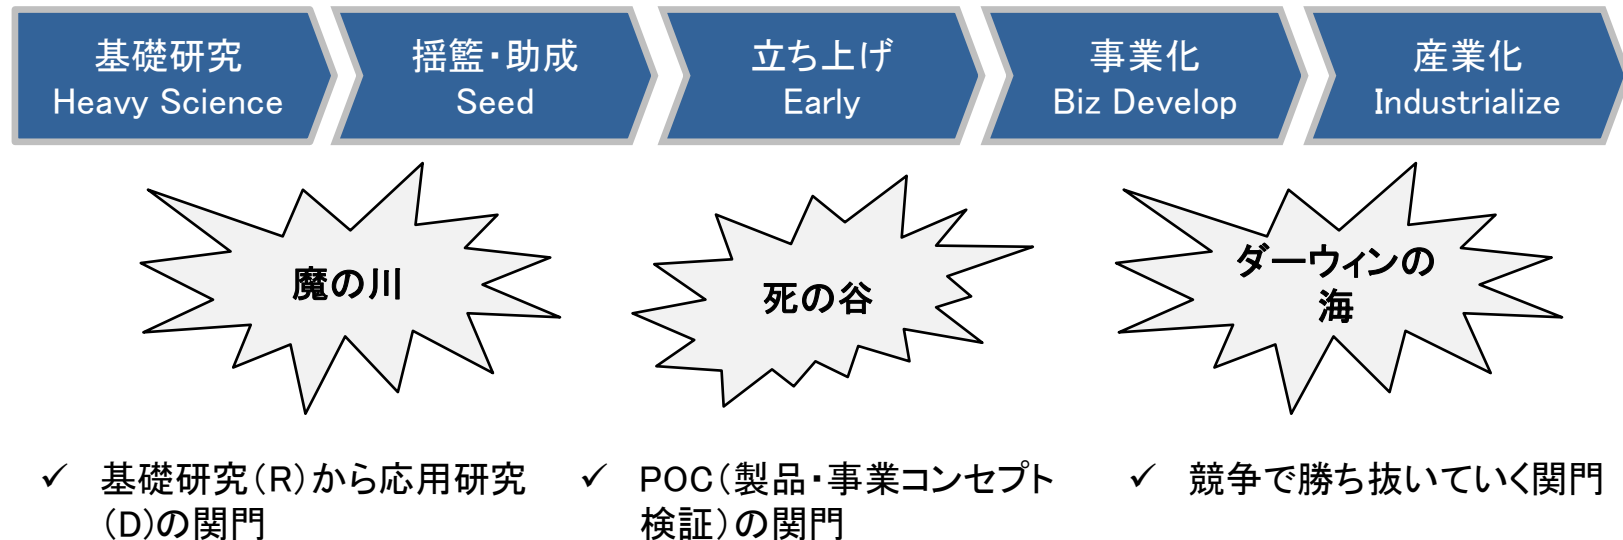 基礎研究
Heavy Science
揺籃・助成
Seed
立ち上げ
Early
事業化
Biz Develop
産業化
Industrialize
魔の川
死の谷
ダーウィンの
海
✓ 基礎研究(R)から応用研究
(D)の関門
✓ POC(製品・事業コンセプト
検証)の関門
✓ 競争で勝ち抜いていく関門